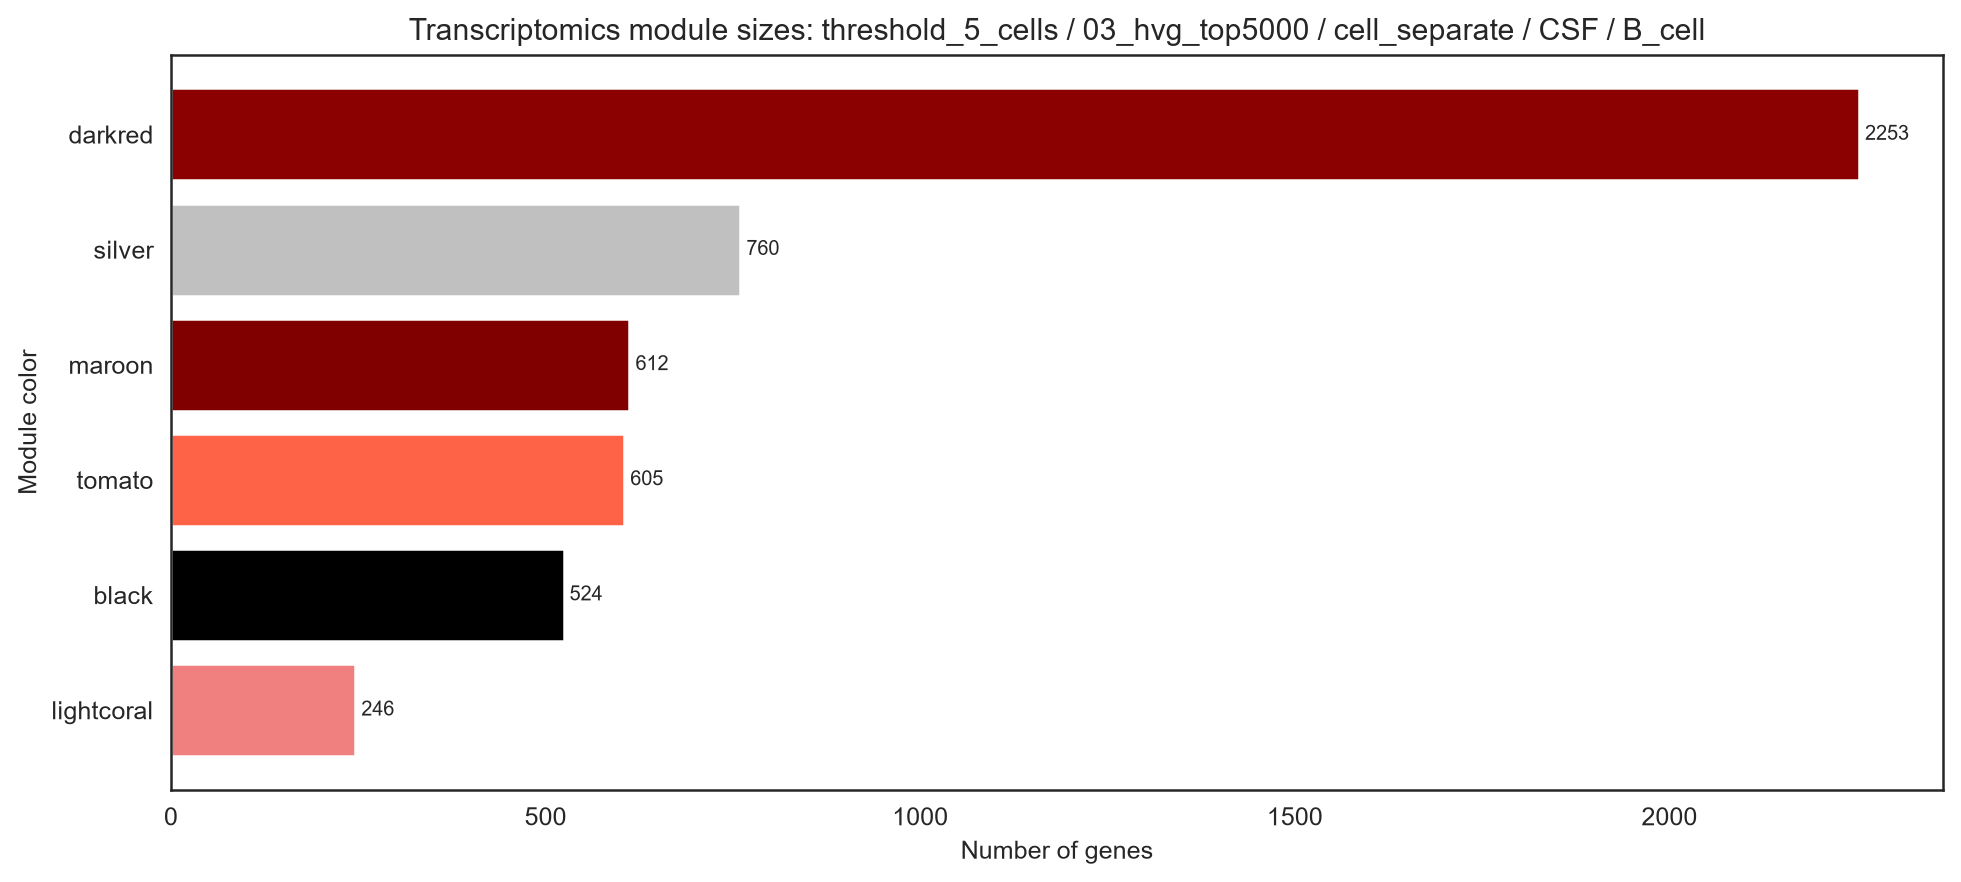 Transcriptomics module sizes: threshold_5_cells / 03_hvg_top5000 / cell_separate / CSF / B_cell
Module color
darkred 2253
silver 760
maroon 612
tomato 605
black 524
lightcoral 246
0 500 1000 1500 2000
Number of genes